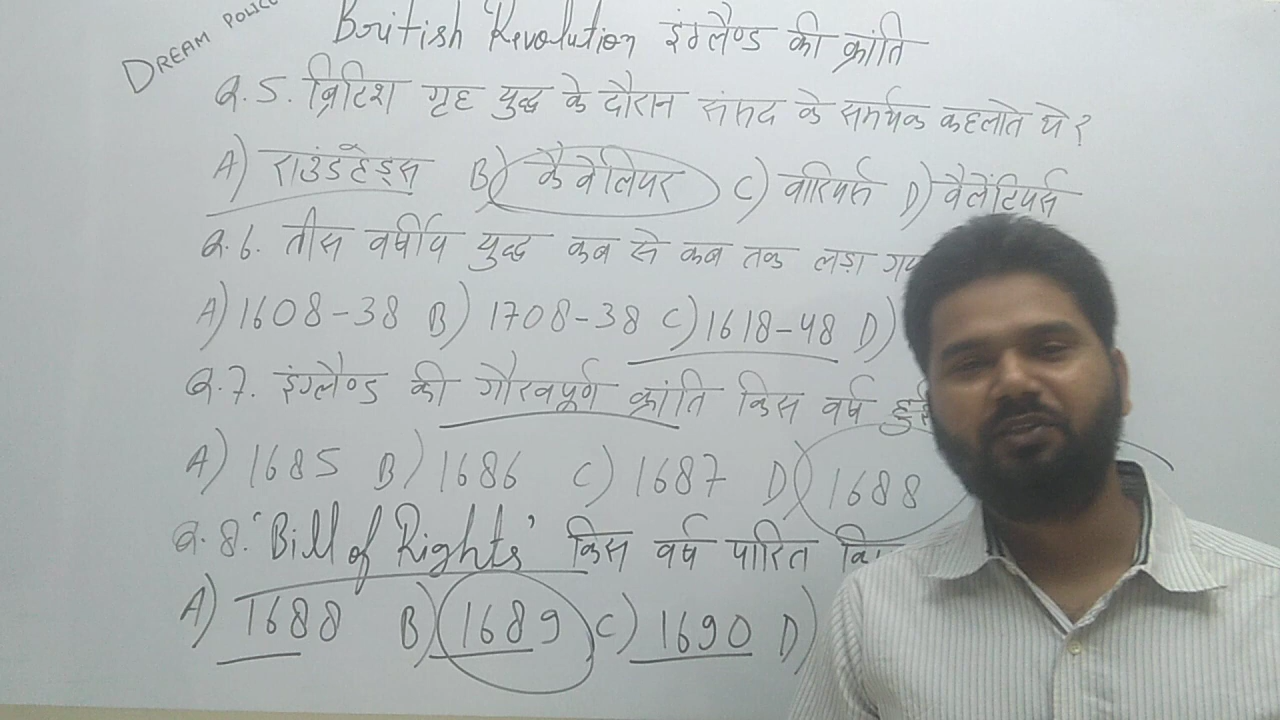 DREAM POLICE
British Revolution इंग्लैण्ड की क्रांति
Q.5. ब्रिटिश गृह युद्ध के दौरान संसद के समर्थक कहलाते थे?
A) राउंडहेड्स B) कैवेलियर C) वारियर्स D) वैलेंटियर्स
Q.6. तीस वर्षीय युद्ध कब से कब तक लड़ा
A) 1608-38 B) 1708-38 C) 1618-48 D)
Q.7. इंग्लैण्ड की गौरवपूर्ण क्रांति किस वर्ष
A) 1685 B) 1686 C) 1687 D) 1688
Q.8. 'Bill of Rights' किस वर्ष पारित
A) 1688 B) 1689 C) 1690 D)